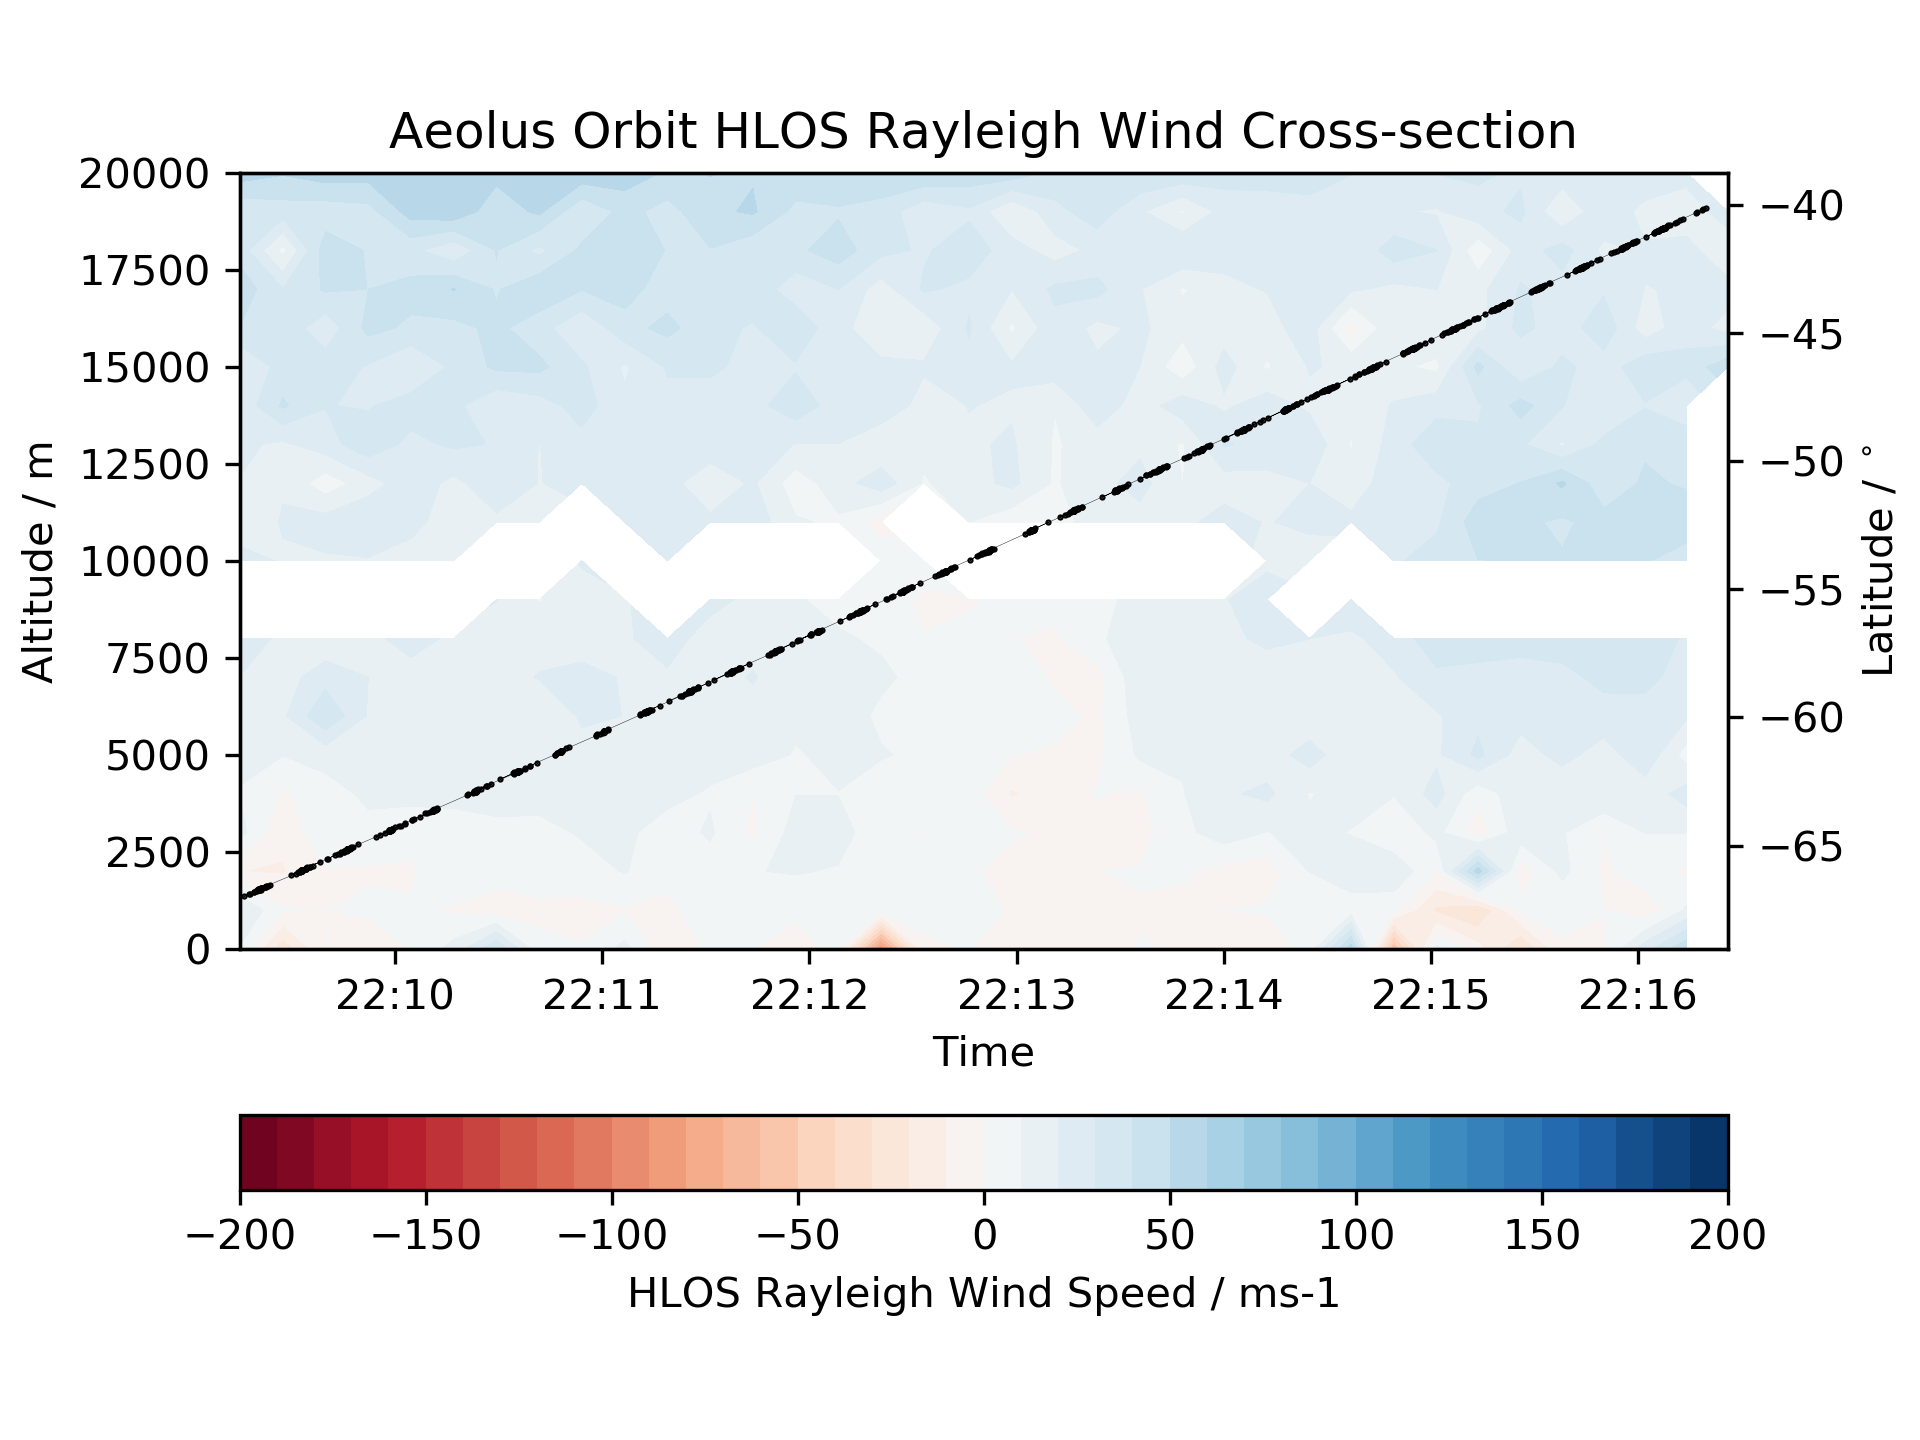 Aeolus Orbit HLOS Rayleigh Wind Cross-section
20000
17500
15000
12500
10000
7500
5000
2500
0
Altitude / m
−40
−45
−50
−55
−60
−65
Latitude / °
22:10 22:11 22:12 22:13 22:14 22:15 22:16
Time
−200 −150 −100 −50 0 50 100 150 200
HLOS Rayleigh Wind Speed / ms-1